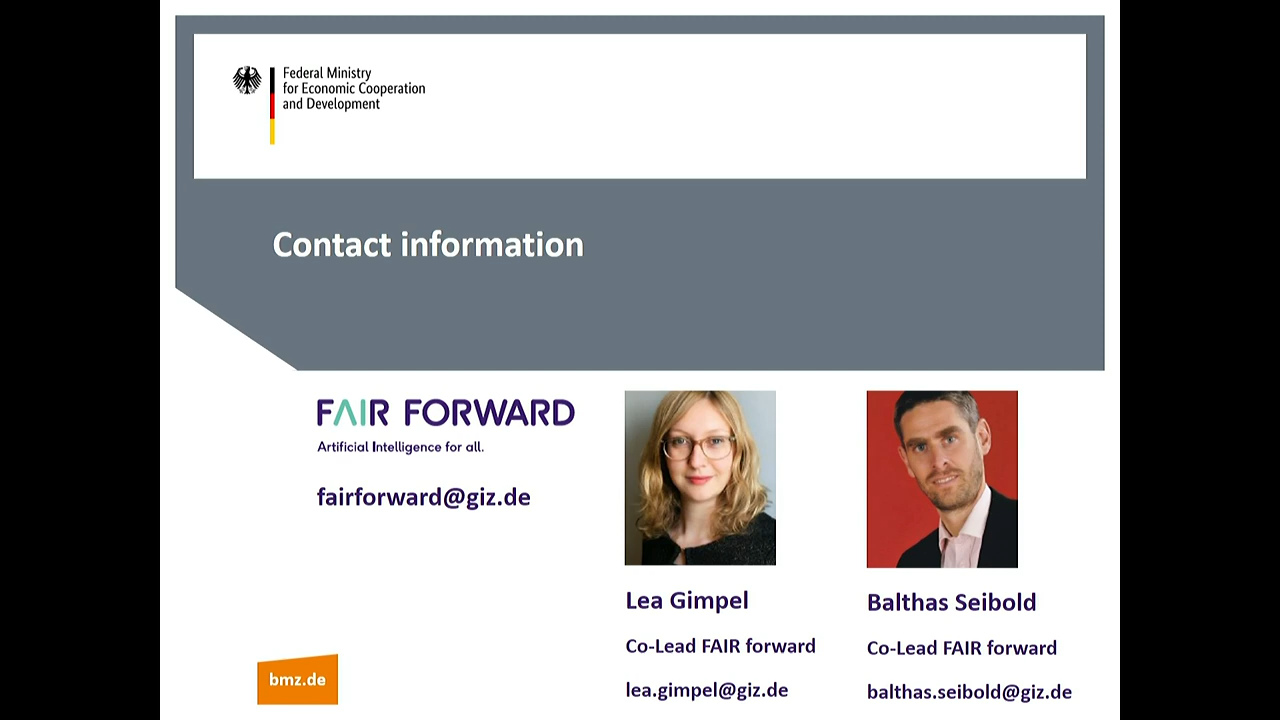 Federal Ministry
for Economic Cooperation
and Development
Contact information
FAIR FORWARD
Artificial Intelligence for all.
fairforward@giz.de
Lea Gimpel
Co-Lead FAIR forward
lea.gimpel@giz.de
Balthas Seibold
Co-Lead FAIR forward
balthas.seibold@giz.de
bmz.de